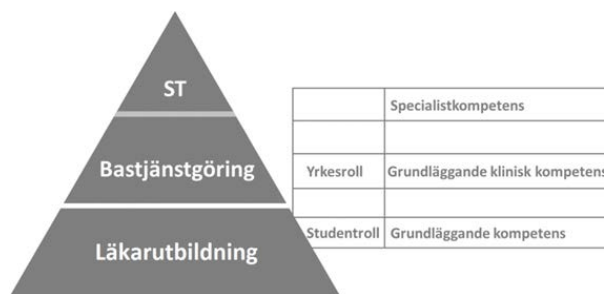 ST
Specialistkompetens
Bastjänstgöring
Yrkesroll Grundläggande klinisk kompetens
Studentroll Grundläggande kompetens
Läkarutbildning